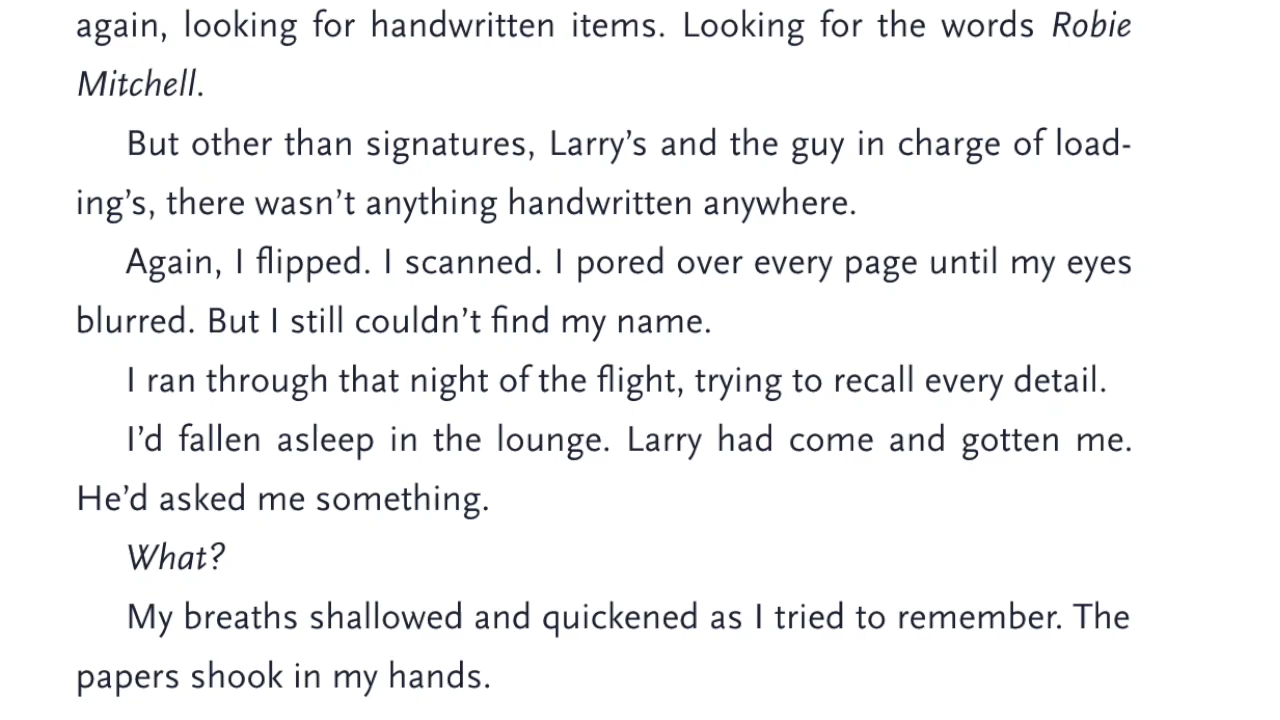 again, looking for handwritten items. Looking for the words Robie
Mitchell.
But other than signatures, Larry’s and the guy in charge of load-
ing’s, there wasn’t anything handwritten anywhere.
Again, I flipped. I scanned. I pored over every page until my eyes
blurred. But I still couldn’t find my name.
I ran through that night of the flight, trying to recall every detail.
I’d fallen asleep in the lounge. Larry had come and gotten me.
He’d asked me something.
What?
My breaths shallowed and quickened as I tried to remember. The
papers shook in my hands.